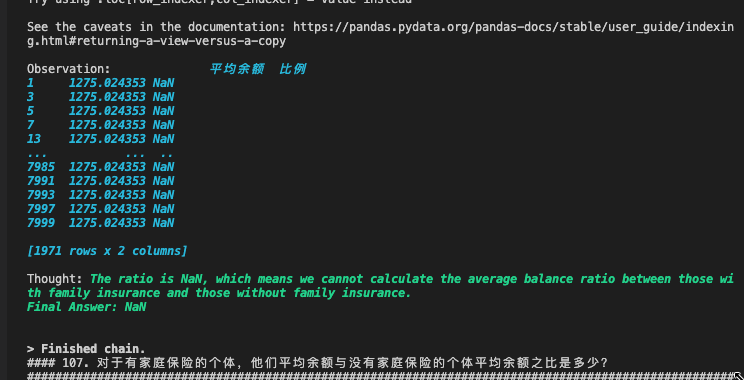 Try using .loc[row_indexer,col_indexer] = value instead
See the caveats in the documentation: https://pandas.pydata.org/pandas-docs/stable/user_guide/indexin
g.html#returning-a-view-versus-a-copy
Observation: 平均余额 比例
1 1275.024353 NaN
3 1275.024353 NaN
5 1275.024353 NaN
7 1275.024353 NaN
13 1275.024353 NaN
... ... ..
7985 1275.024353 NaN
7991 1275.024353 NaN
7993 1275.024353 NaN
7997 1275.024353 NaN
7999 1275.024353 NaN
[1971 rows x 2 columns]
Thought: The ratio is NaN, which means we cannot calculate the average balance ratio between those wi
th family insurance and those without family insurance.
Final Answer: NaN
> Finished chain.
#### 107. 对于有家庭保险的个体，他们平均余额与没有家庭保险的个体平均余额之比是多少？
####################################################################################################